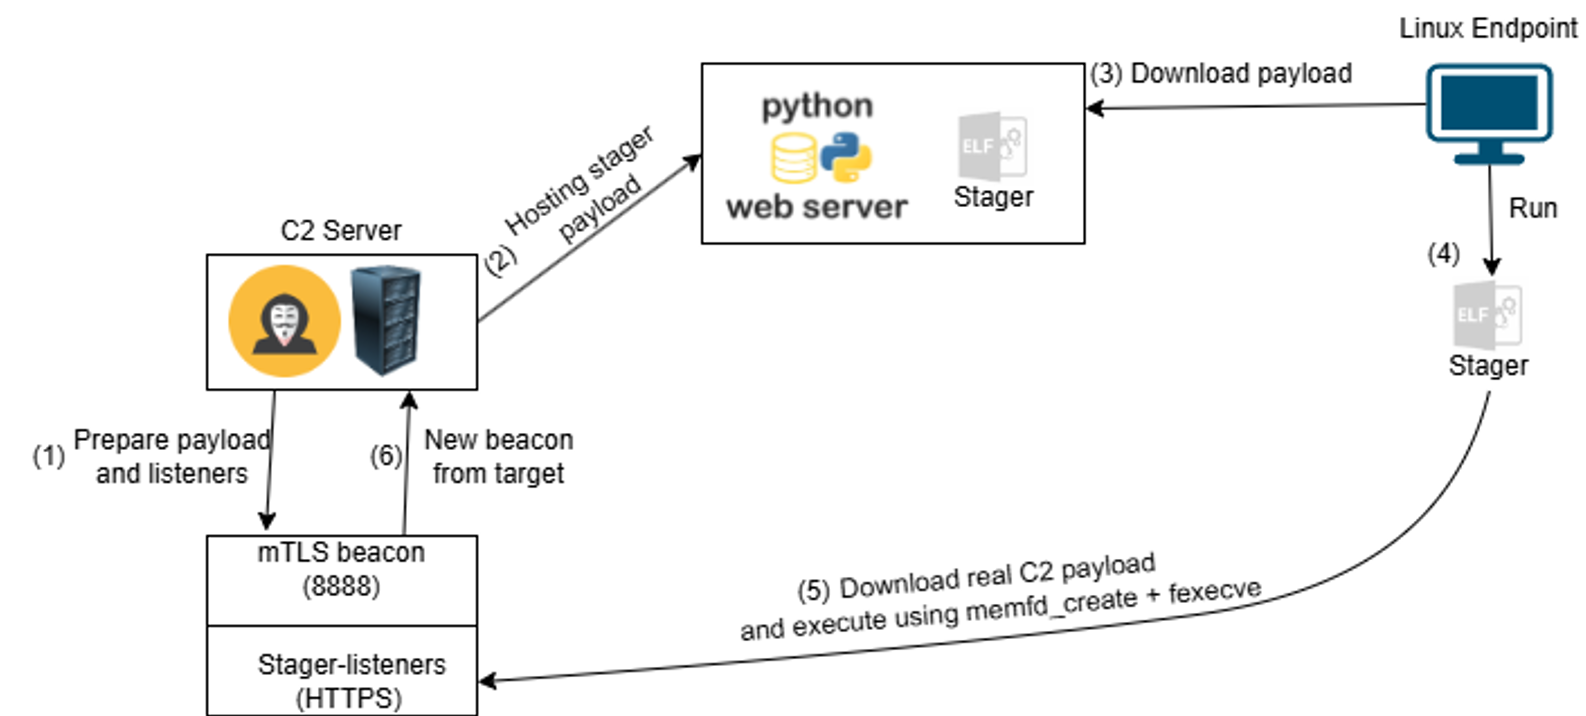 Linux Endpoint
(3) Download payload
python
web server
ELF
Stager
(2) Hosting stager
payload
C2 Server
Run
(4)
ELF
Stager
(1) Prepare payload
and listeners
(6) New beacon
from target
mTLS beacon
(8888)
(5) Download real C2 payload
and execute using memfd_create + fexecve
Stager-listeners
(HTTPS)